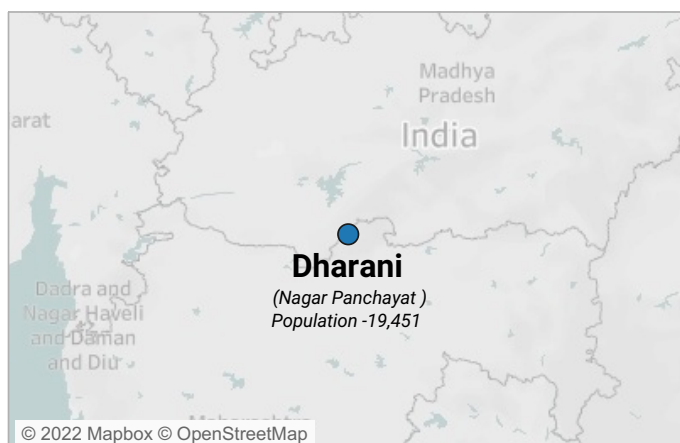 Madhya
Pradesh
arat
India
Dharani
(Nagar Panchayat )
Population -19,451
Dadra and
Nagar Haveli
and Daman
and Diu
Maharashtra
© 2022 Mapbox © OpenStreetMap